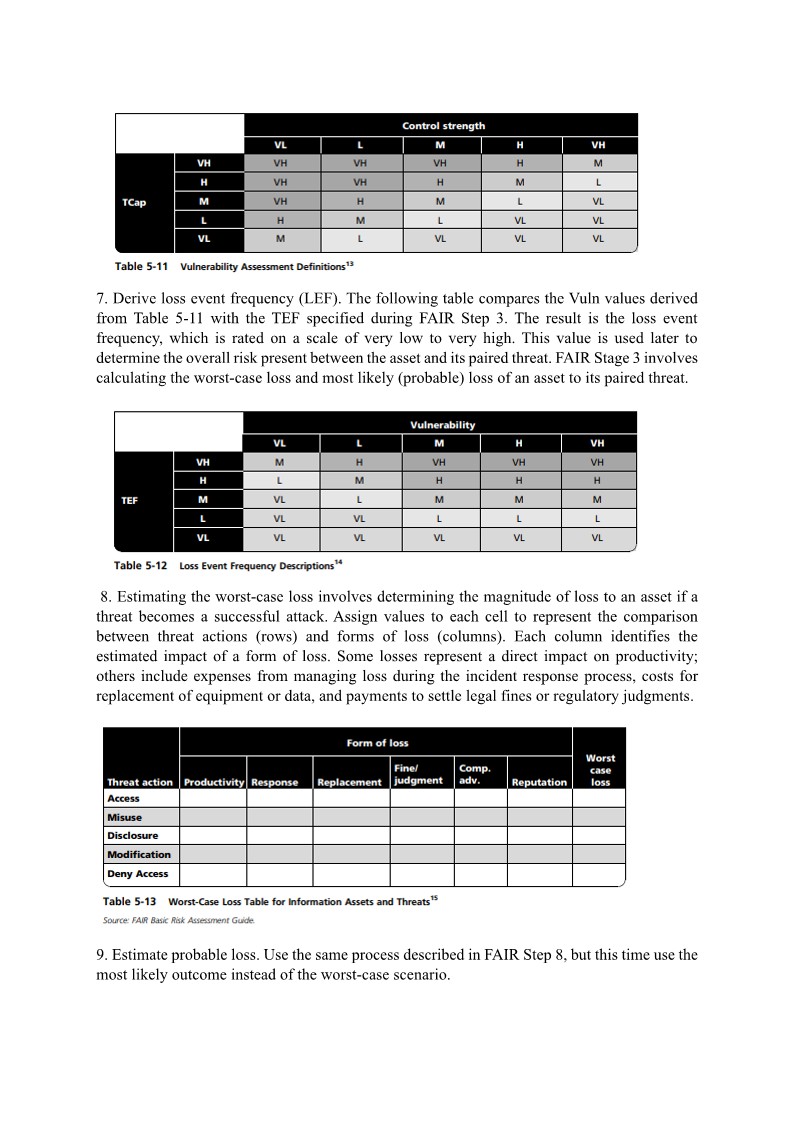 Control strength
VL L M H VH
VH VH VH VH H M
H VH VH H M L
TCap M VH H M L VL
L H M L VL VL
VL M L VL VL VL
Table 5-11 Vulnerability Assessment Definitions13
7. Derive loss event frequency (LEF). The following table compares the Vuln values derived
from Table 5-11 with the TEF specified during FAIR Step 3. The result is the loss event
frequency, which is rated on a scale of very low to very high. This value is used later to
determine the overall risk present between the asset and its paired threat. FAIR Stage 3 involves
calculating the worst-case loss and most likely (probable) loss of an asset to its paired threat.
Vulnerability
VL L M H VH
VH M H VH VH VH
H L M H H H
TEF M VL L M M M
L VL VL L L L
VL VL VL VL VL VL
Table 5-12 Loss Event Frequency Descriptions14
8. Estimating the worst-case loss involves determining the magnitude of loss to an asset if a
threat becomes a successful attack. Assign values to each cell to represent the comparison
between threat actions (rows) and forms of loss (columns). Each column identifies the
estimated impact of a form of loss. Some losses represent a direct impact on productivity;
others include expenses from managing loss during the incident response process, costs for
replacement of equipment or data, and payments to settle legal fines or regulatory judgments.
Form of loss
Threat action Productivity Response Replacement Fine/ judgment Comp. adv. Reputation Worst case loss
Access
Misuse
Disclosure
Modification
Deny Access
Table 5-13 Worst-Case Loss Table for Information Assets and Threats15
Source: FAIR Basic Risk Assessment Guide.
9. Estimate probable loss. Use the same process described in FAIR Step 8, but this time use the
most likely outcome instead of the worst-case scenario.